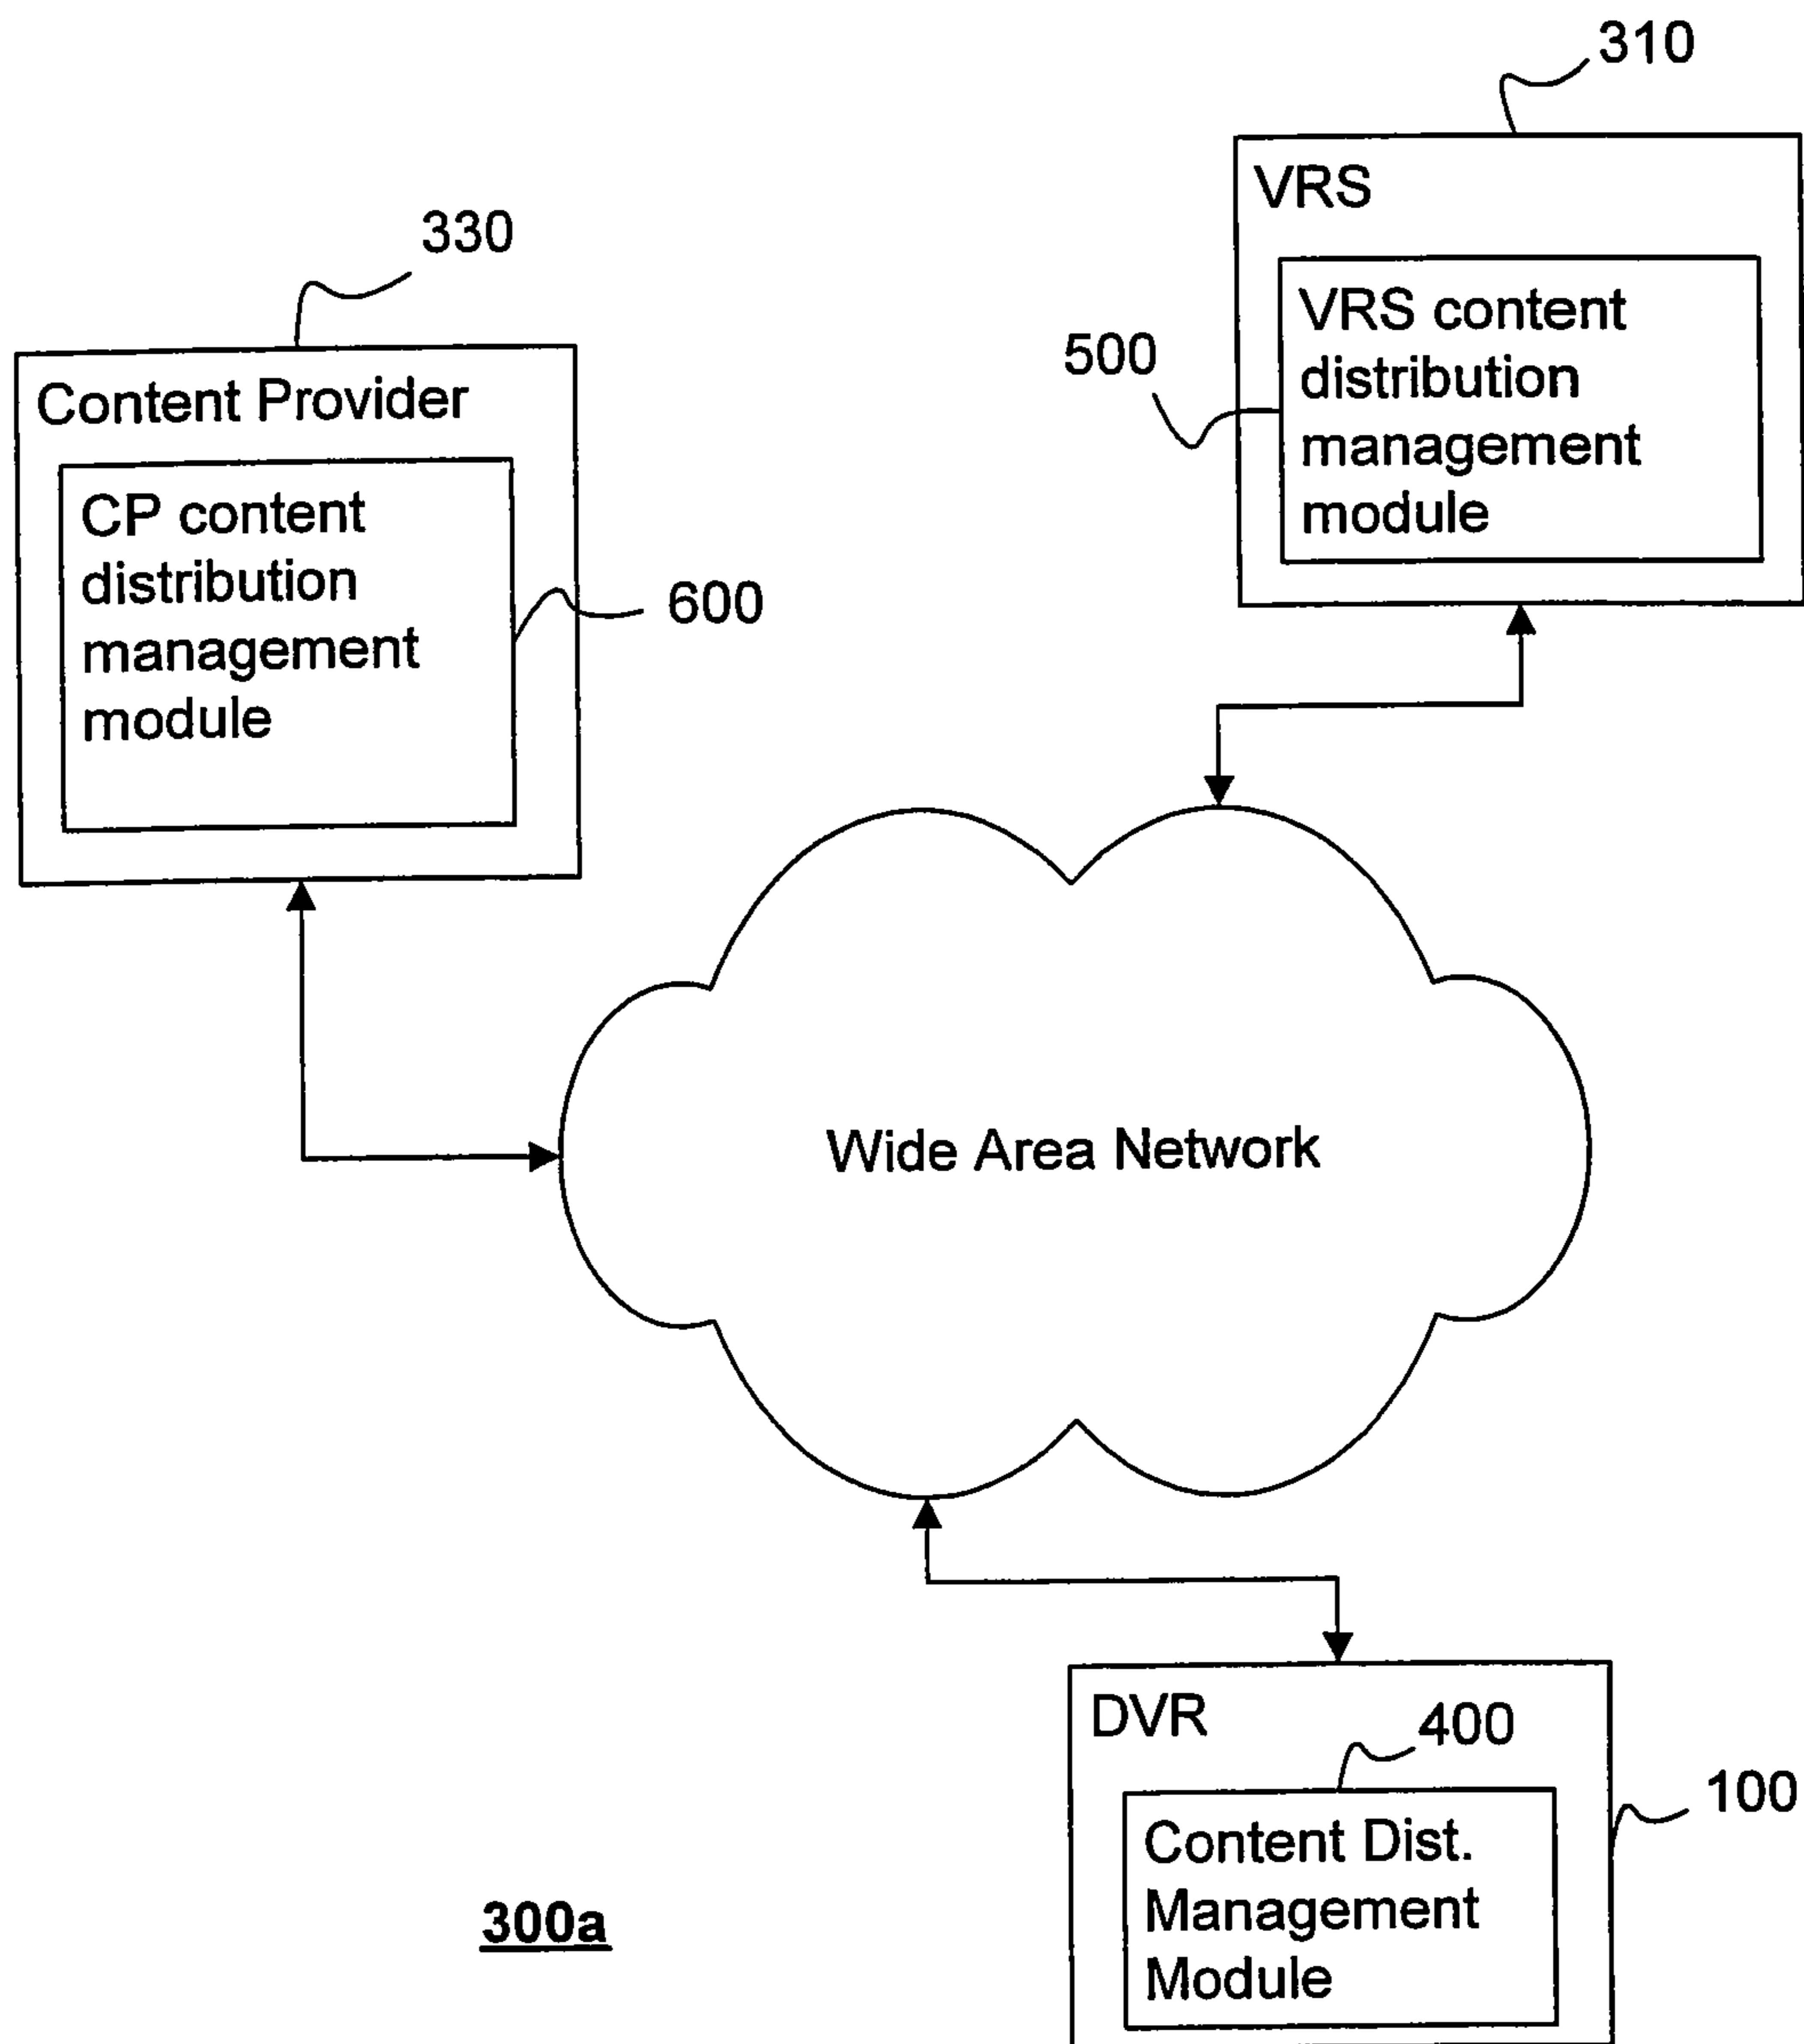 310
VRS
330
VRS content
distribution
management
module
500
Content Provider
CP content
distribution
management
module
600
Wide Area Network
DVR
400
100
Content Dist.
Management
Module
300a